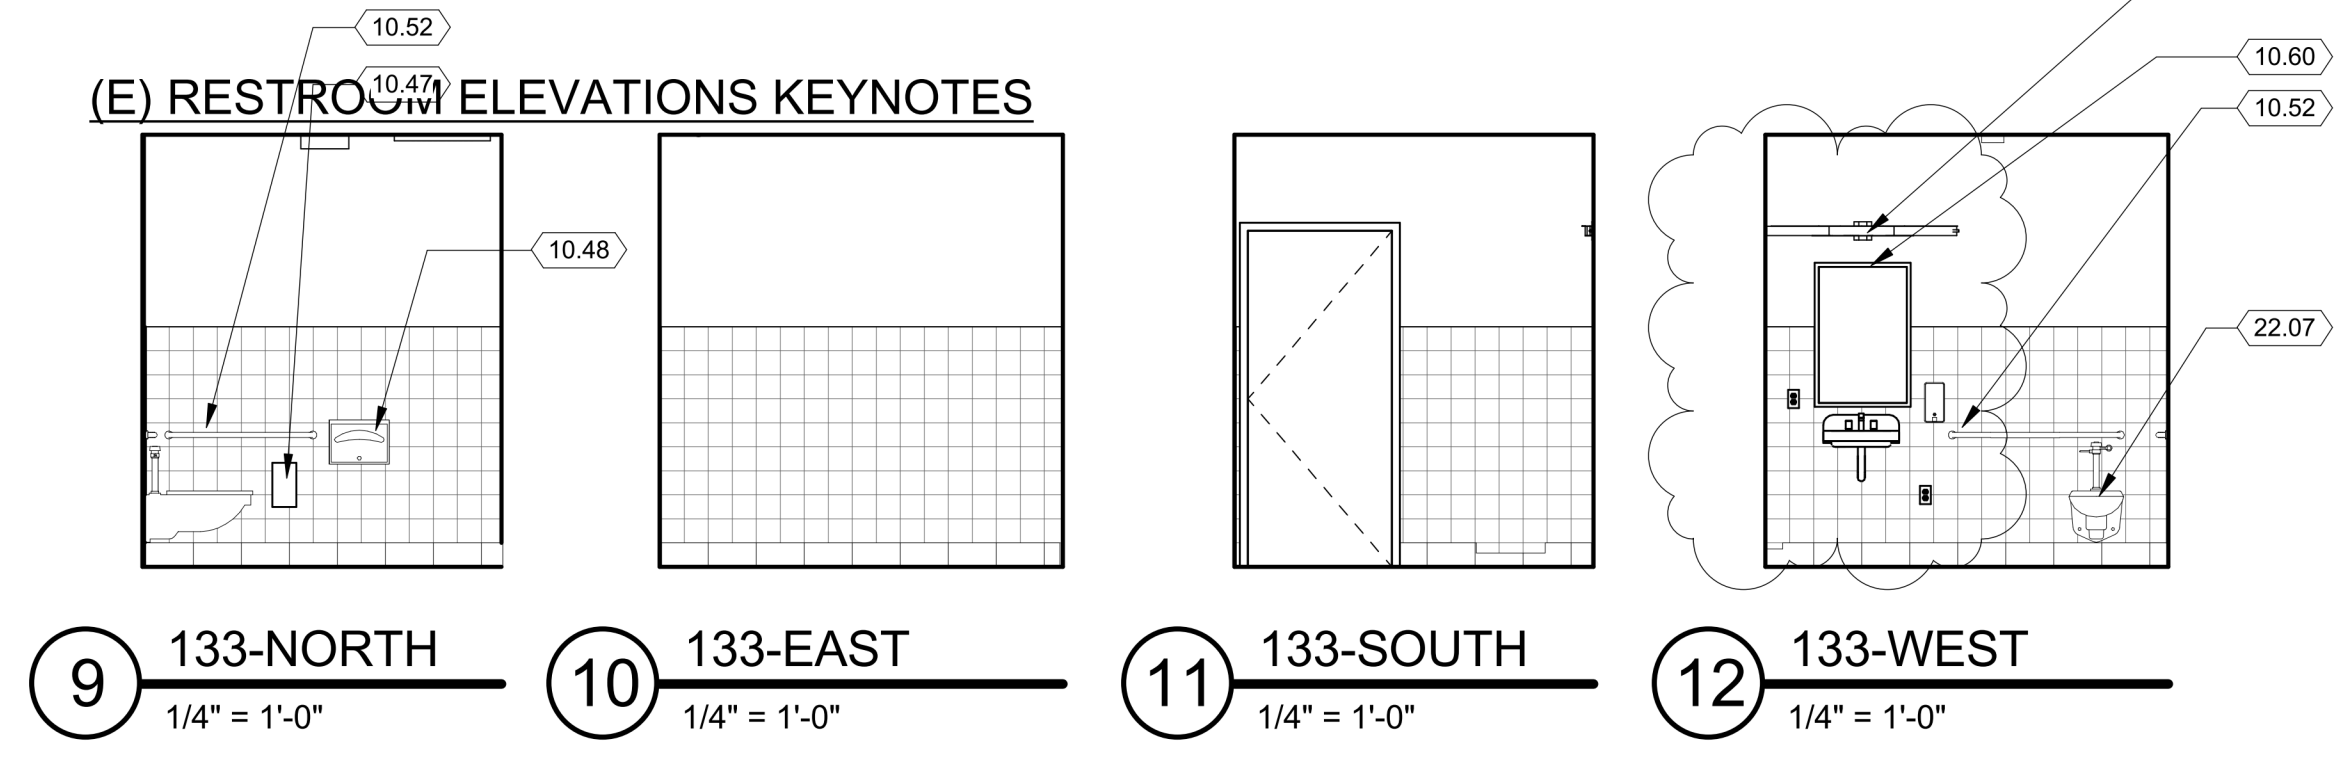 10.52
10.47
(E) RESTROOM ELEVATIONS KEYNOTES
10.48
10.60
10.52
22.07
9
133-NORTH
1/4" = 1'-0"
10
133-EAST
1/4" = 1'-0"
11
133-SOUTH
1/4" = 1'-0"
12
133-WEST
1/4" = 1'-0"